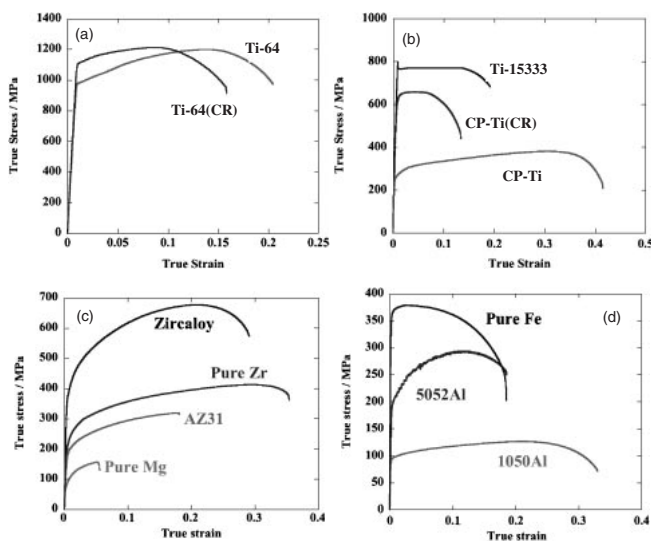 (a)
Ti-64
Ti-64(CR)
True Stress / MPa
1400
1200
1000
800
600
400
200
0
0
0.05
0.1
0.15
0.2
0.25
True Strain
(b)
Ti-15333
CP-Ti(CR)
CP-Ti
True Stress / MPa
800
600
400
200
0
0
0.1
0.2
0.3
0.4
0.5
True Strain
(c)
Zircaloy
Pure Zr
AZ31
Pure Mg
True stress / MPa
700
600
500
400
300
200
100
0
0
0.1
0.2
0.3
0.4
True strain
(d)
Pure Fe
5052Al
1050Al
True stress / MPa
400
350
300
250
200
150
100
50
0
0
0.1
0.2
0.3
0.4
True strain